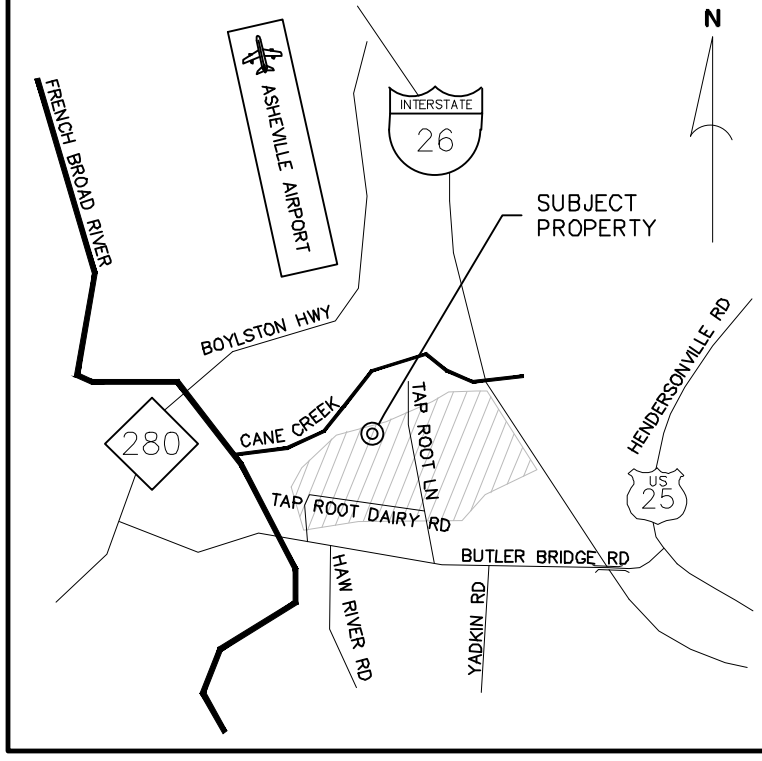 N
FRENCH BROAD RIVER
ASHEVILLE AIRPORT
INTERSTATE
26
SUBJECT
PROPERTY
BOYLSTON HWY
HENDERSONVILLE RD
280
CANE CREEK
TAP ROOT LN
US
25
TAP ROOT DAIRY RD
BUTLER BRIDGE RD
HAW RIVER RD
YADKIN RD